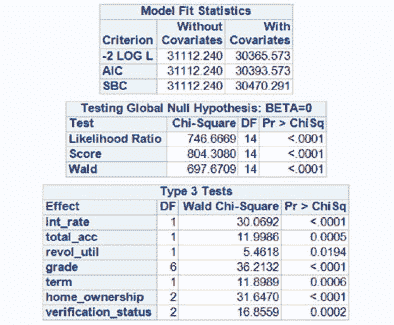 Model Fit Statistics
Without With
Criterion Covariates Covariates
-2 LOG L 31112.240 30365.573
AIC 31112.240 30393.573
SBC 31112.240 30470.291
Testing Global Null Hypothesis: BETA=0
Test Chi-Square DF Pr > ChiSq
Likelihood Ratio 746.6669 14 <.0001
Score 804.3080 14 <.0001
Wald 697.6709 14 <.0001
Type 3 Tests
Effect DF Wald Chi-Square Pr > ChiSq
int_rate 1 30.0692 <.0001
total_acc 1 11.9986 0.0005
revol_util 1 5.4618 0.0194
grade 6 36.2132 <.0001
term 1 11.8989 0.0006
home_ownership 2 31.6470 <.0001
verification_status 2 16.8559 0.0002